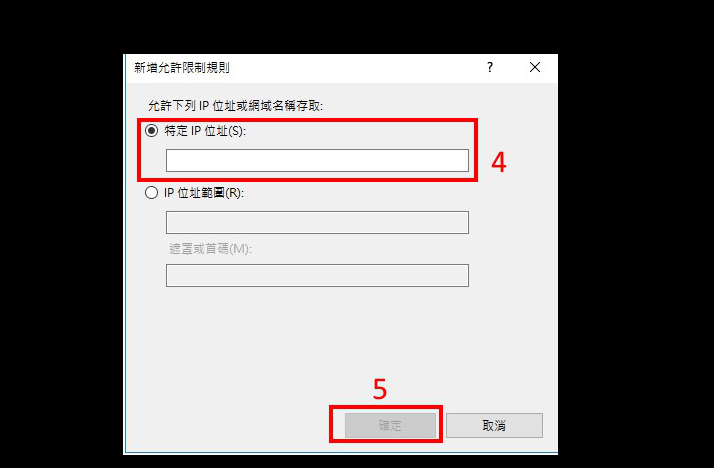 新增允許限制規則 ?
允許下列 IP 位址或網域名稱存取:
特定 IP 位址(S):
4
IP 位址範圍(R):
遮罩或首碼(M):
5
確定 取消